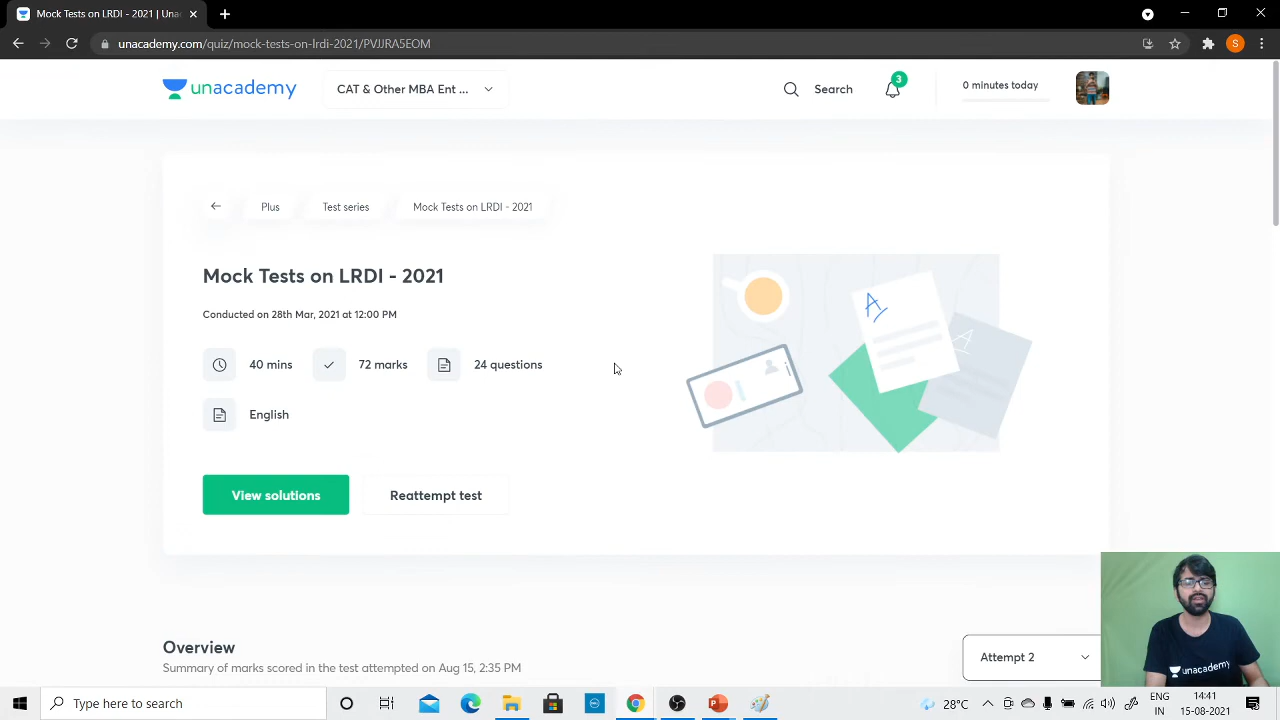 Mock Tests on LRDI - 2021 | Una
unacademy.com/quiz/mock-tests-on-lrdi-2021/PVJRA5EOM
S
unacademy
CAT & Other MBA Ent ...
Search
3
0 minutes today
Plus
Test series
Mock Tests on LRDI - 2021
Mock Tests on LRDI - 2021
Conducted on 28th Mar, 2021 at 12:00 PM
40 mins
72 marks
24 questions
English
View solutions
Reattempt test
Overview
Summary of marks scored in the test attempted on Aug 15, 2:35 PM
Attempt 2
unacademy
Type here to search
28°C
ENG
IN
14:41
15-08-2021